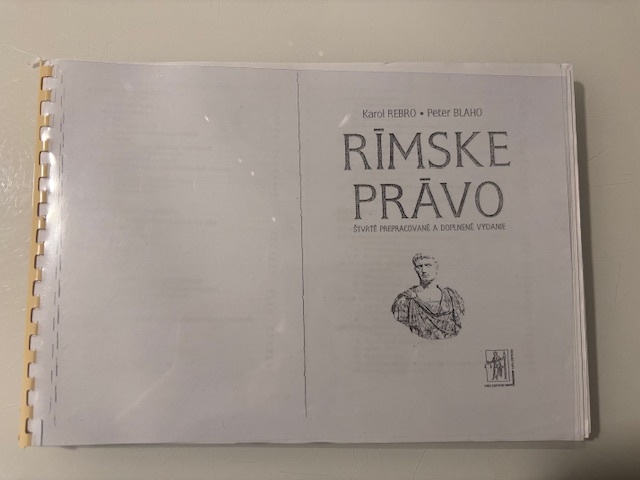 Karol REBRO • Peter BLAHO
RĪMSKE
PRĀVO
ŠTVRTÉ PREPRACOVANÉ A DOPLNENÉ VYDANIE